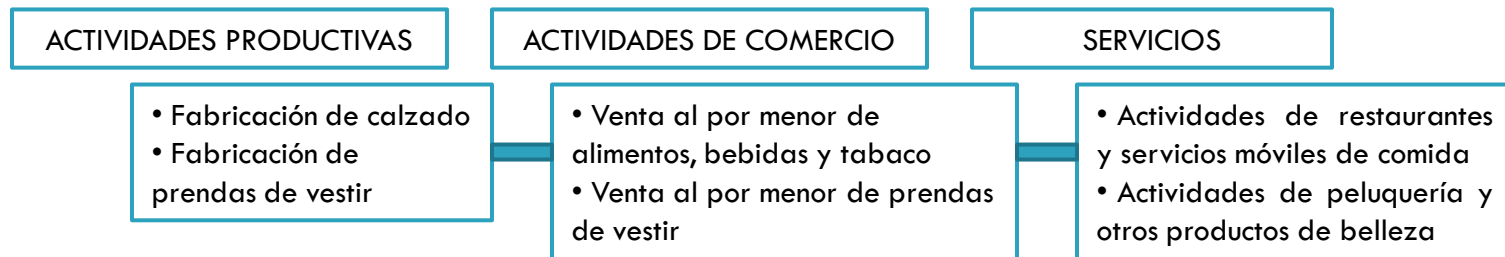 ACTIVIDADES PRODUCTIVAS
ACTIVIDADES DE COMERCIO
SERVICIOS
• Fabricación de calzado
• Fabricación de
prendas de vestir
• Venta al por menor de
alimentos, bebidas y tabaco
• Venta al por menor de prendas
de vestir
• Actividades de restaurantes
y servicios móviles de comida
• Actividades de peluquería y
otros productos de belleza